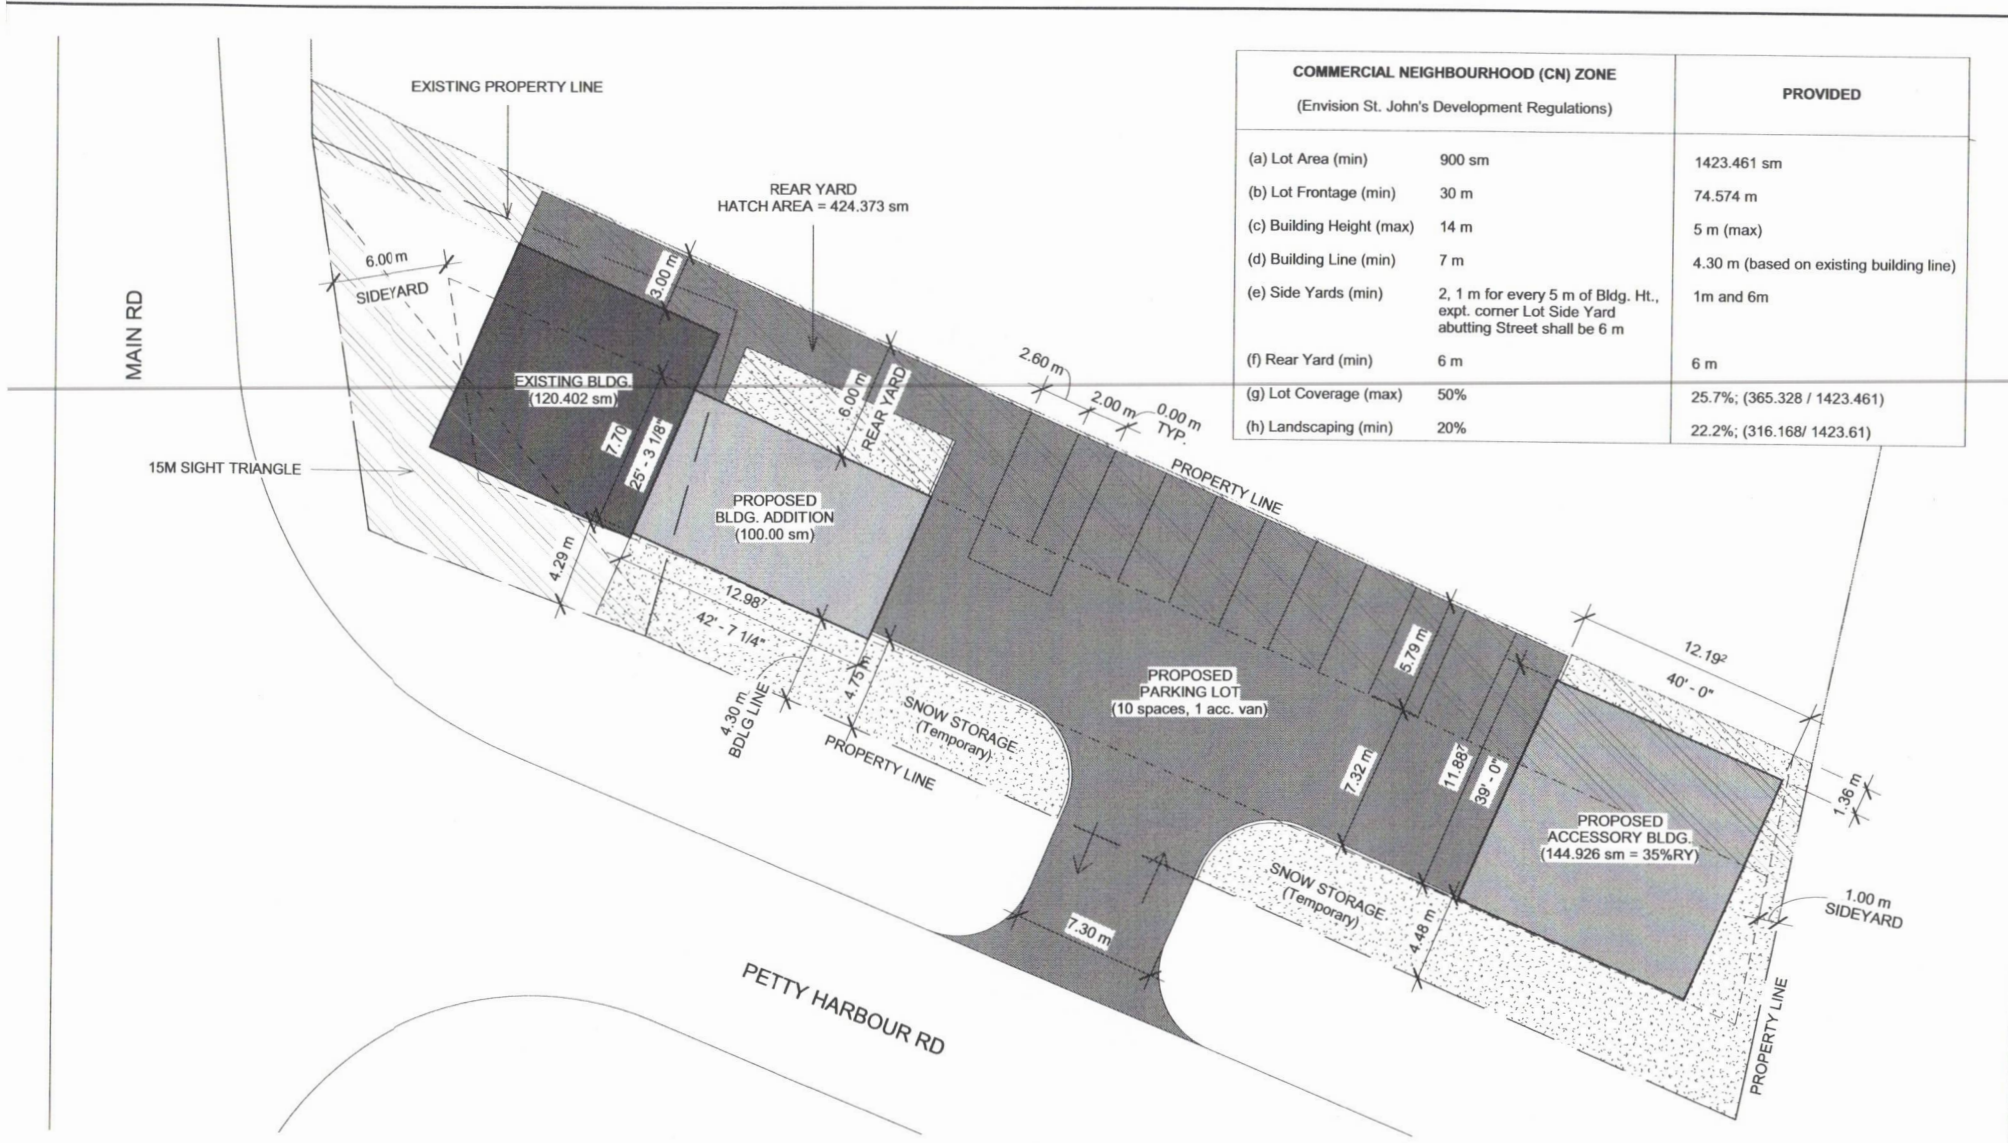 EXISTING PROPERTY LINE
REAR YARD
HATCH AREA = 424.373 sm
COMMERCIAL NEIGHBOURHOOD (CN) ZONE
(Envision St. John's Development Regulations)
PROVIDED
(a) Lot Area (min) 900 sm 1423.461 sm
(b) Lot Frontage (min) 30 m 74.574 m
(c) Building Height (max) 14 m 5 m (max)
(d) Building Line (min) 7 m 4.30 m (based on existing building line)
(e) Side Yards (min) 2, 1 m for every 5 m of Bldg. Ht., 1m and 6m
expt. corner Lot Side Yard
abutting Street shall be 6 m
(f) Rear Yard (min) 6 m 6 m
(g) Lot Coverage (max) 50% 25.7%; (365.328 / 1423.461)
(h) Landscaping (min) 20% 22.2%; (316.168/ 1423.61)
MAIN RD
6.00 m
SIDEYARD
3.00 m
EXISTING BLDG.
(120.402 sm)
6.00 m
REAR YARD
2.60 m
2.00 m
0.00 m
TYP.
PROPERTY LINE
15M SIGHT TRIANGLE
7.70
25' - 3 1/8"
PROPOSED
BLDG. ADDITION
(100.00 sm)
4.29 m
12.98⁷
42' - 7 1/4"
4.30 m
BDLG LINE
4.75 m
SNOW STORAGE
(Temporary)
PROPERTY LINE
PROPOSED
PARKING LOT
(10 spaces, 1 acc. van)
5.79 m
7.32 m
11.88⁷
39' - 0"
12.19²
40' - 0"
1.36 m
PROPOSED
ACCESSORY BLDG.
(144.926 sm = 35%RY)
SNOW STORAGE
(Temporary)
4.48 m
1.00 m
SIDEYARD
7.30 m
PETTY HARBOUR RD
PROPERTY LINE